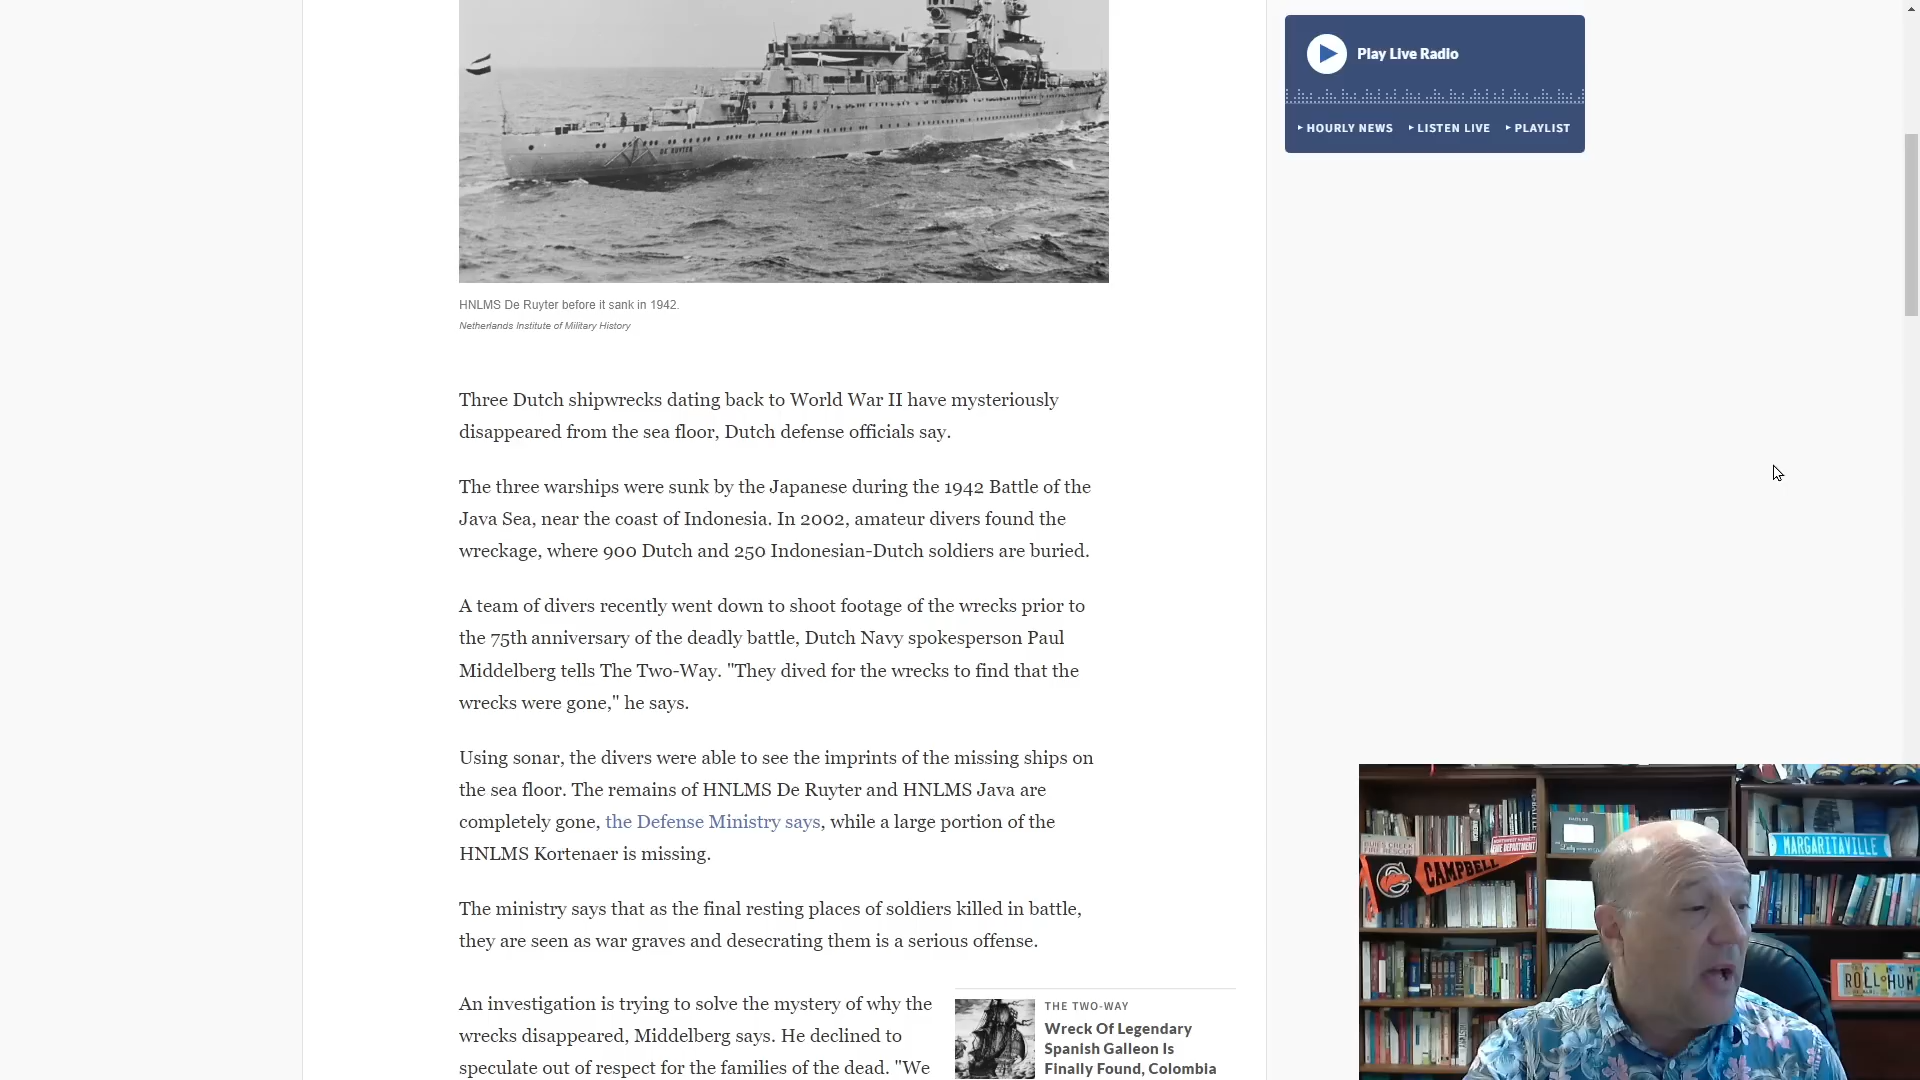 DE RUYTER
HNLMS De Ruyter before it sank in 1942.
Netherlands Institute of Military History
Three Dutch shipwrecks dating back to World War II have mysteriously
disappeared from the sea floor, Dutch defense officials say.
The three warships were sunk by the Japanese during the 1942 Battle of the
Java Sea, near the coast of Indonesia. In 2002, amateur divers found the
wreckage, where 900 Dutch and 250 Indonesian-Dutch soldiers are buried.
A team of divers recently went down to shoot footage of the wrecks prior to
the 75th anniversary of the deadly battle, Dutch Navy spokesperson Paul
Middelberg tells The Two-Way. "They dived for the wrecks to find that the
wrecks were gone," he says.
Using sonar, the divers were able to see the imprints of the missing ships on
the sea floor. The remains of HNLMS De Ruyter and HNLMS Java are
completely gone, the Defense Ministry says, while a large portion of the
HNLMS Kortenaer is missing.
The ministry says that as the final resting places of soldiers killed in battle,
they are seen as war graves and desecrating them is a serious offense.
An investigation is trying to solve the mystery of why the
wrecks disappeared, Middelberg says. He declined to
speculate out of respect for the families of the dead. "We
THE TWO-WAY
Wreck Of Legendary
Spanish Galleon Is
Finally Found, Colombia
Play Live Radio
HOURLY NEWS
LISTEN LIVE
PLAYLIST
CAMPBELL
MARGARITAVILLE